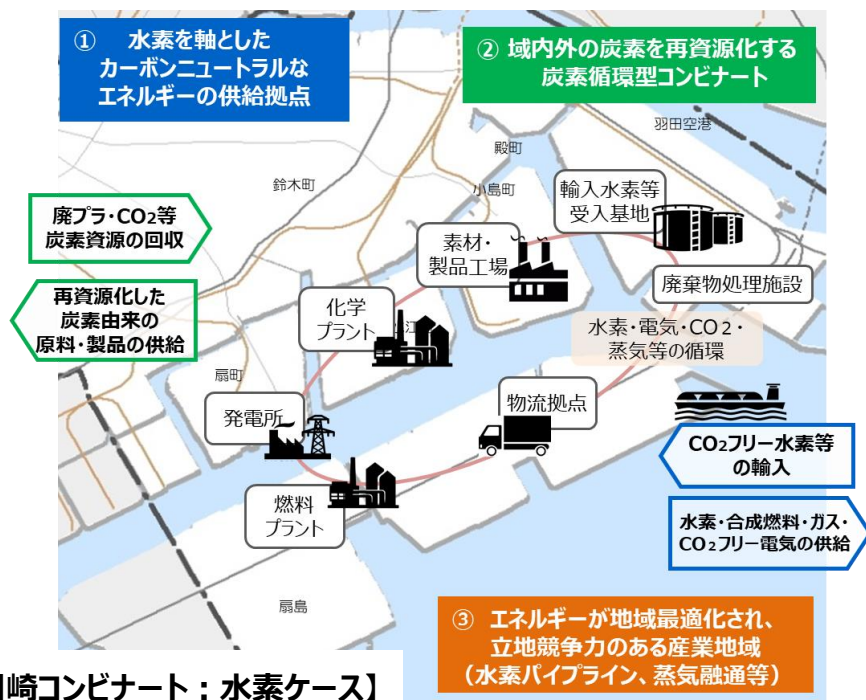 ① 水素を軸とした
カーボンニュートラルな
エネルギーの供給拠点
② 域内外の炭素を再資源化する
炭素循環型コンビナート
羽田空港
殿町
鈴木町
小島町
輸入水素等
受入基地
廃プラ・CO₂等
炭素資源の回収
素材・
製品工場
廃棄物処理施設
再資源化した
炭素由来の
原料・製品の供給
化学
プラント
水素・電気・CO2・
蒸気等の循環
扇町
発電所
物流拠点
CO₂フリー水素等
の輸入
燃料
プラント
水素・合成燃料・ガス・
CO₂フリー電気の供給
扇島
③ エネルギーが地域最適化され、
立地競争力のある産業地域
（水素パイプライン、蒸気融通等）
崎コンビナート：水素ケース】